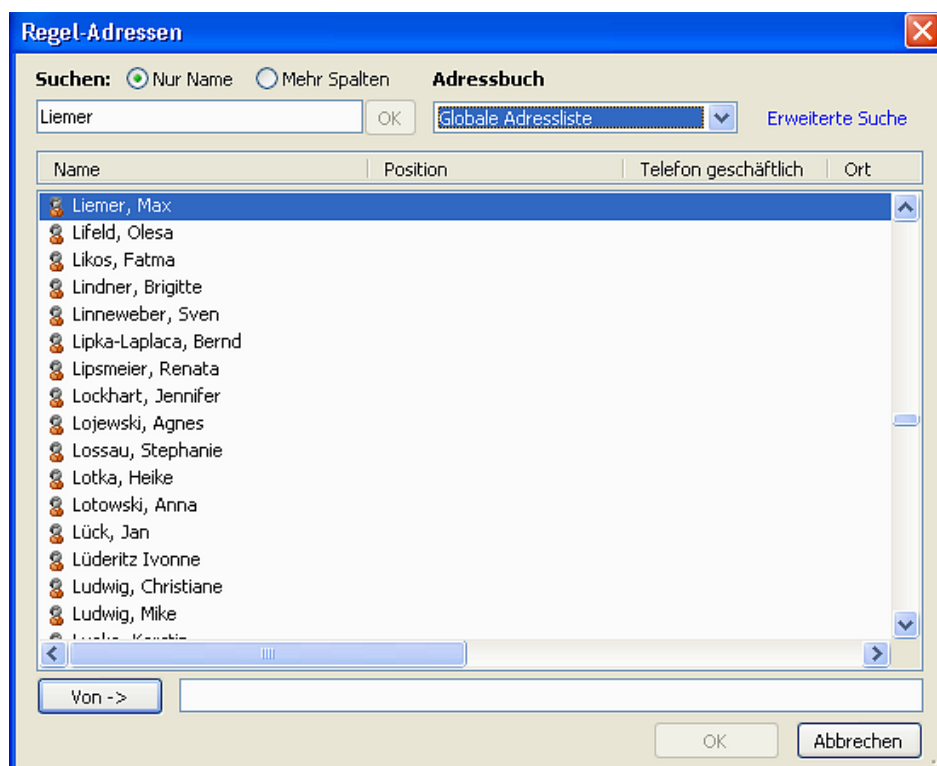 Regel-Adressen
Suchen: Nur Name Mehr Spalten Adressbuch
Liemer OK Globale Adressliste Erweiterte Suche
Name Position Telefon geschäftlich Ort
Liemer, Max
Lifeld, Olesa
Likos, Fatma
Lindner, Brigitte
Linneweber, Sven
Lipka-Laplaca, Bernd
Lipsmeier, Renata
Lockhart, Jennifer
Lojewski, Agnes
Lossau, Stephanie
Lotka, Heike
Lotowski, Anna
Lück, Jan
Lüderitz Ivonne
Ludwig, Christiane
Ludwig, Mike
Von ->
OK Abbrechen